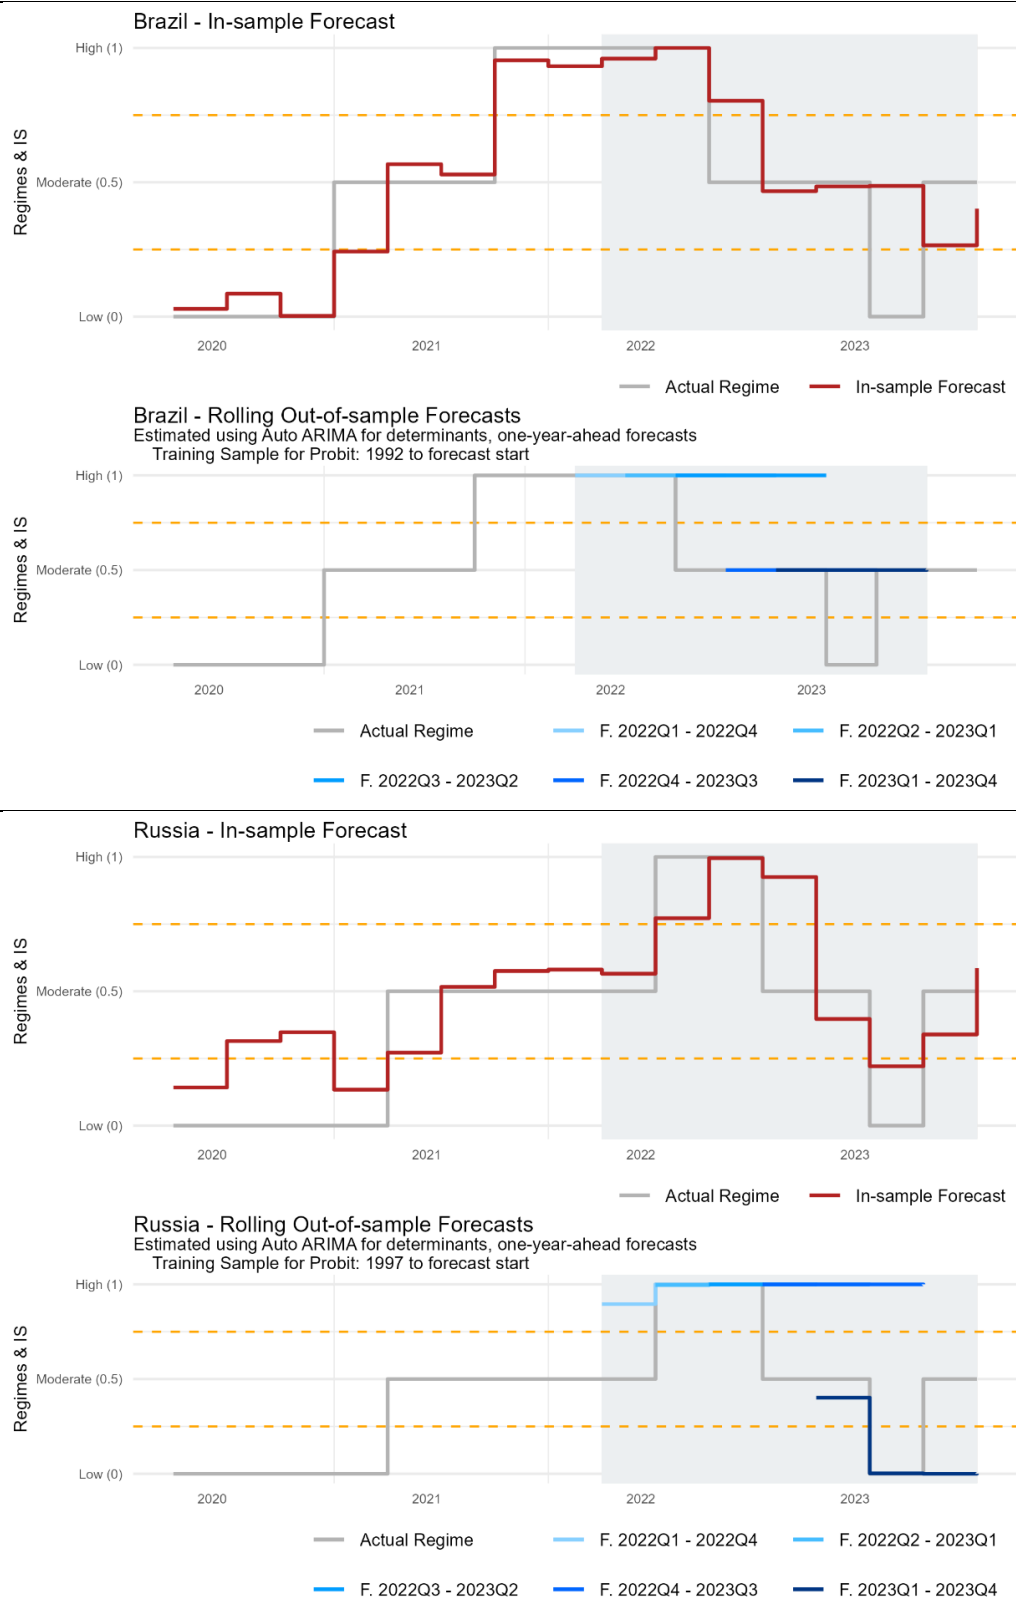 Brazil - In-sample Forecast
Regimes & IS
High (1)
Moderate (0.5)
Low (0)
2020 2021 2022 2023
Actual Regime In-sample Forecast
Brazil - Rolling Out-of-sample Forecasts
Estimated using Auto ARIMA for determinants, one-year-ahead forecasts
Training Sample for Probit: 1992 to forecast start
Regimes & IS
High (1)
Moderate (0.5)
Low (0)
2020 2021 2022 2023
Actual Regime F. 2022Q1 - 2022Q4 F. 2022Q2 - 2023Q1
F. 2022Q3 - 2023Q2 F. 2022Q4 - 2023Q3 F. 2023Q1 - 2023Q4
Russia - In-sample Forecast
Regimes & IS
High (1)
Moderate (0.5)
Low (0)
2020 2021 2022 2023
Actual Regime In-sample Forecast
Russia - Rolling Out-of-sample Forecasts
Estimated using Auto ARIMA for determinants, one-year-ahead forecasts
Training Sample for Probit: 1997 to forecast start
Regimes & IS
High (1)
Moderate (0.5)
Low (0)
2020 2021 2022 2023
Actual Regime F. 2022Q1 - 2022Q4 F. 2022Q2 - 2023Q1
F. 2022Q3 - 2023Q2 F. 2022Q4 - 2023Q3 F. 2023Q1 - 2023Q4